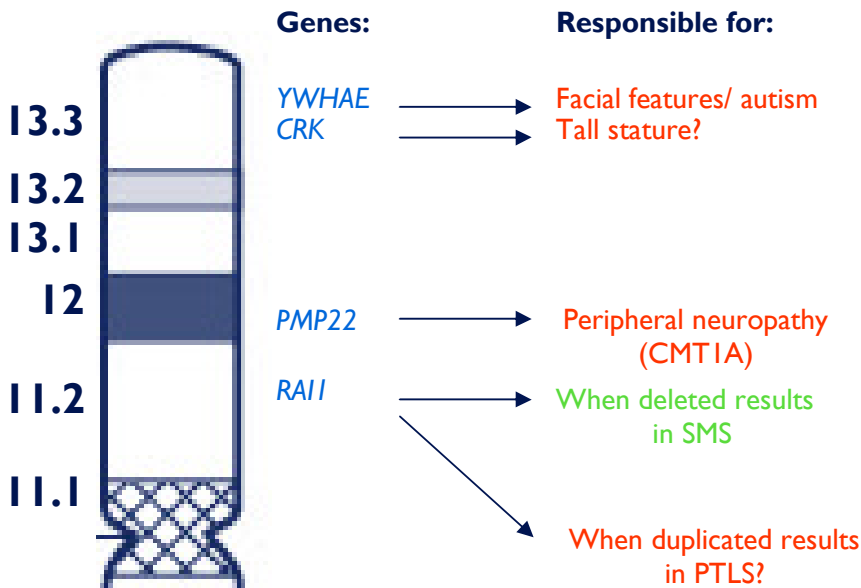 Genes: Responsible for:
13.3
YWHAE Facial features/ autism
CRK Tall stature?
13.2
13.1
12
PMP22 Peripheral neuropathy
(CMT1A)
11.2
RAI1 When deleted results
in SMS
11.1
When duplicated results
in PTLS?